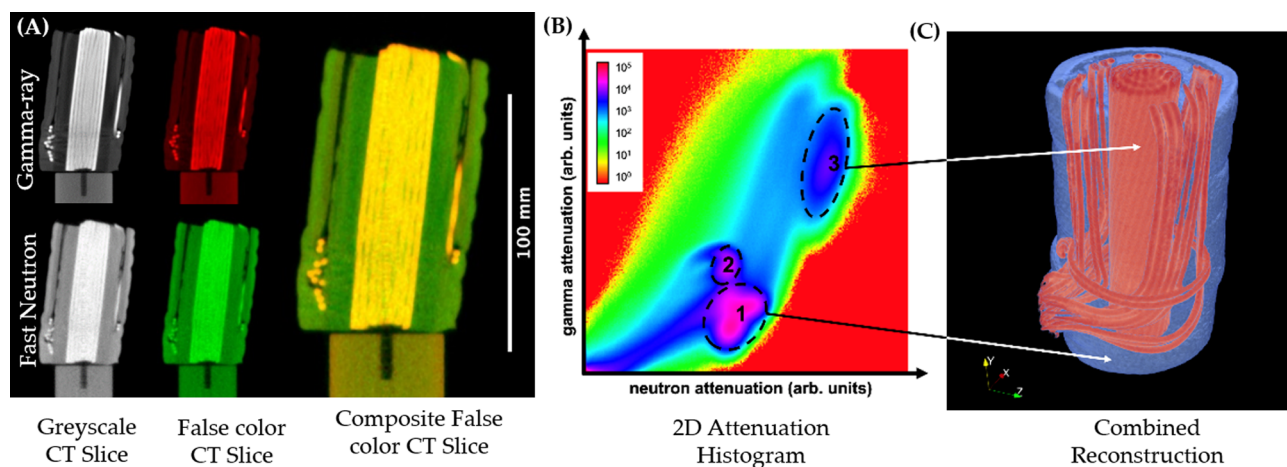 (A)
Gamma-ray
Fast Neutron
100 mm
Greyscale
CT Slice
False color
CT Slice
Composite False
color CT Slice
(B)
gamma attenuation (arb. units)
10⁵
10⁴
10³
10²
10¹
10⁰
3
2
1
neutron attenuation (arb. units)
2D Attenuation
Histogram
(C)
Y
X
Z
Combined
Reconstruction